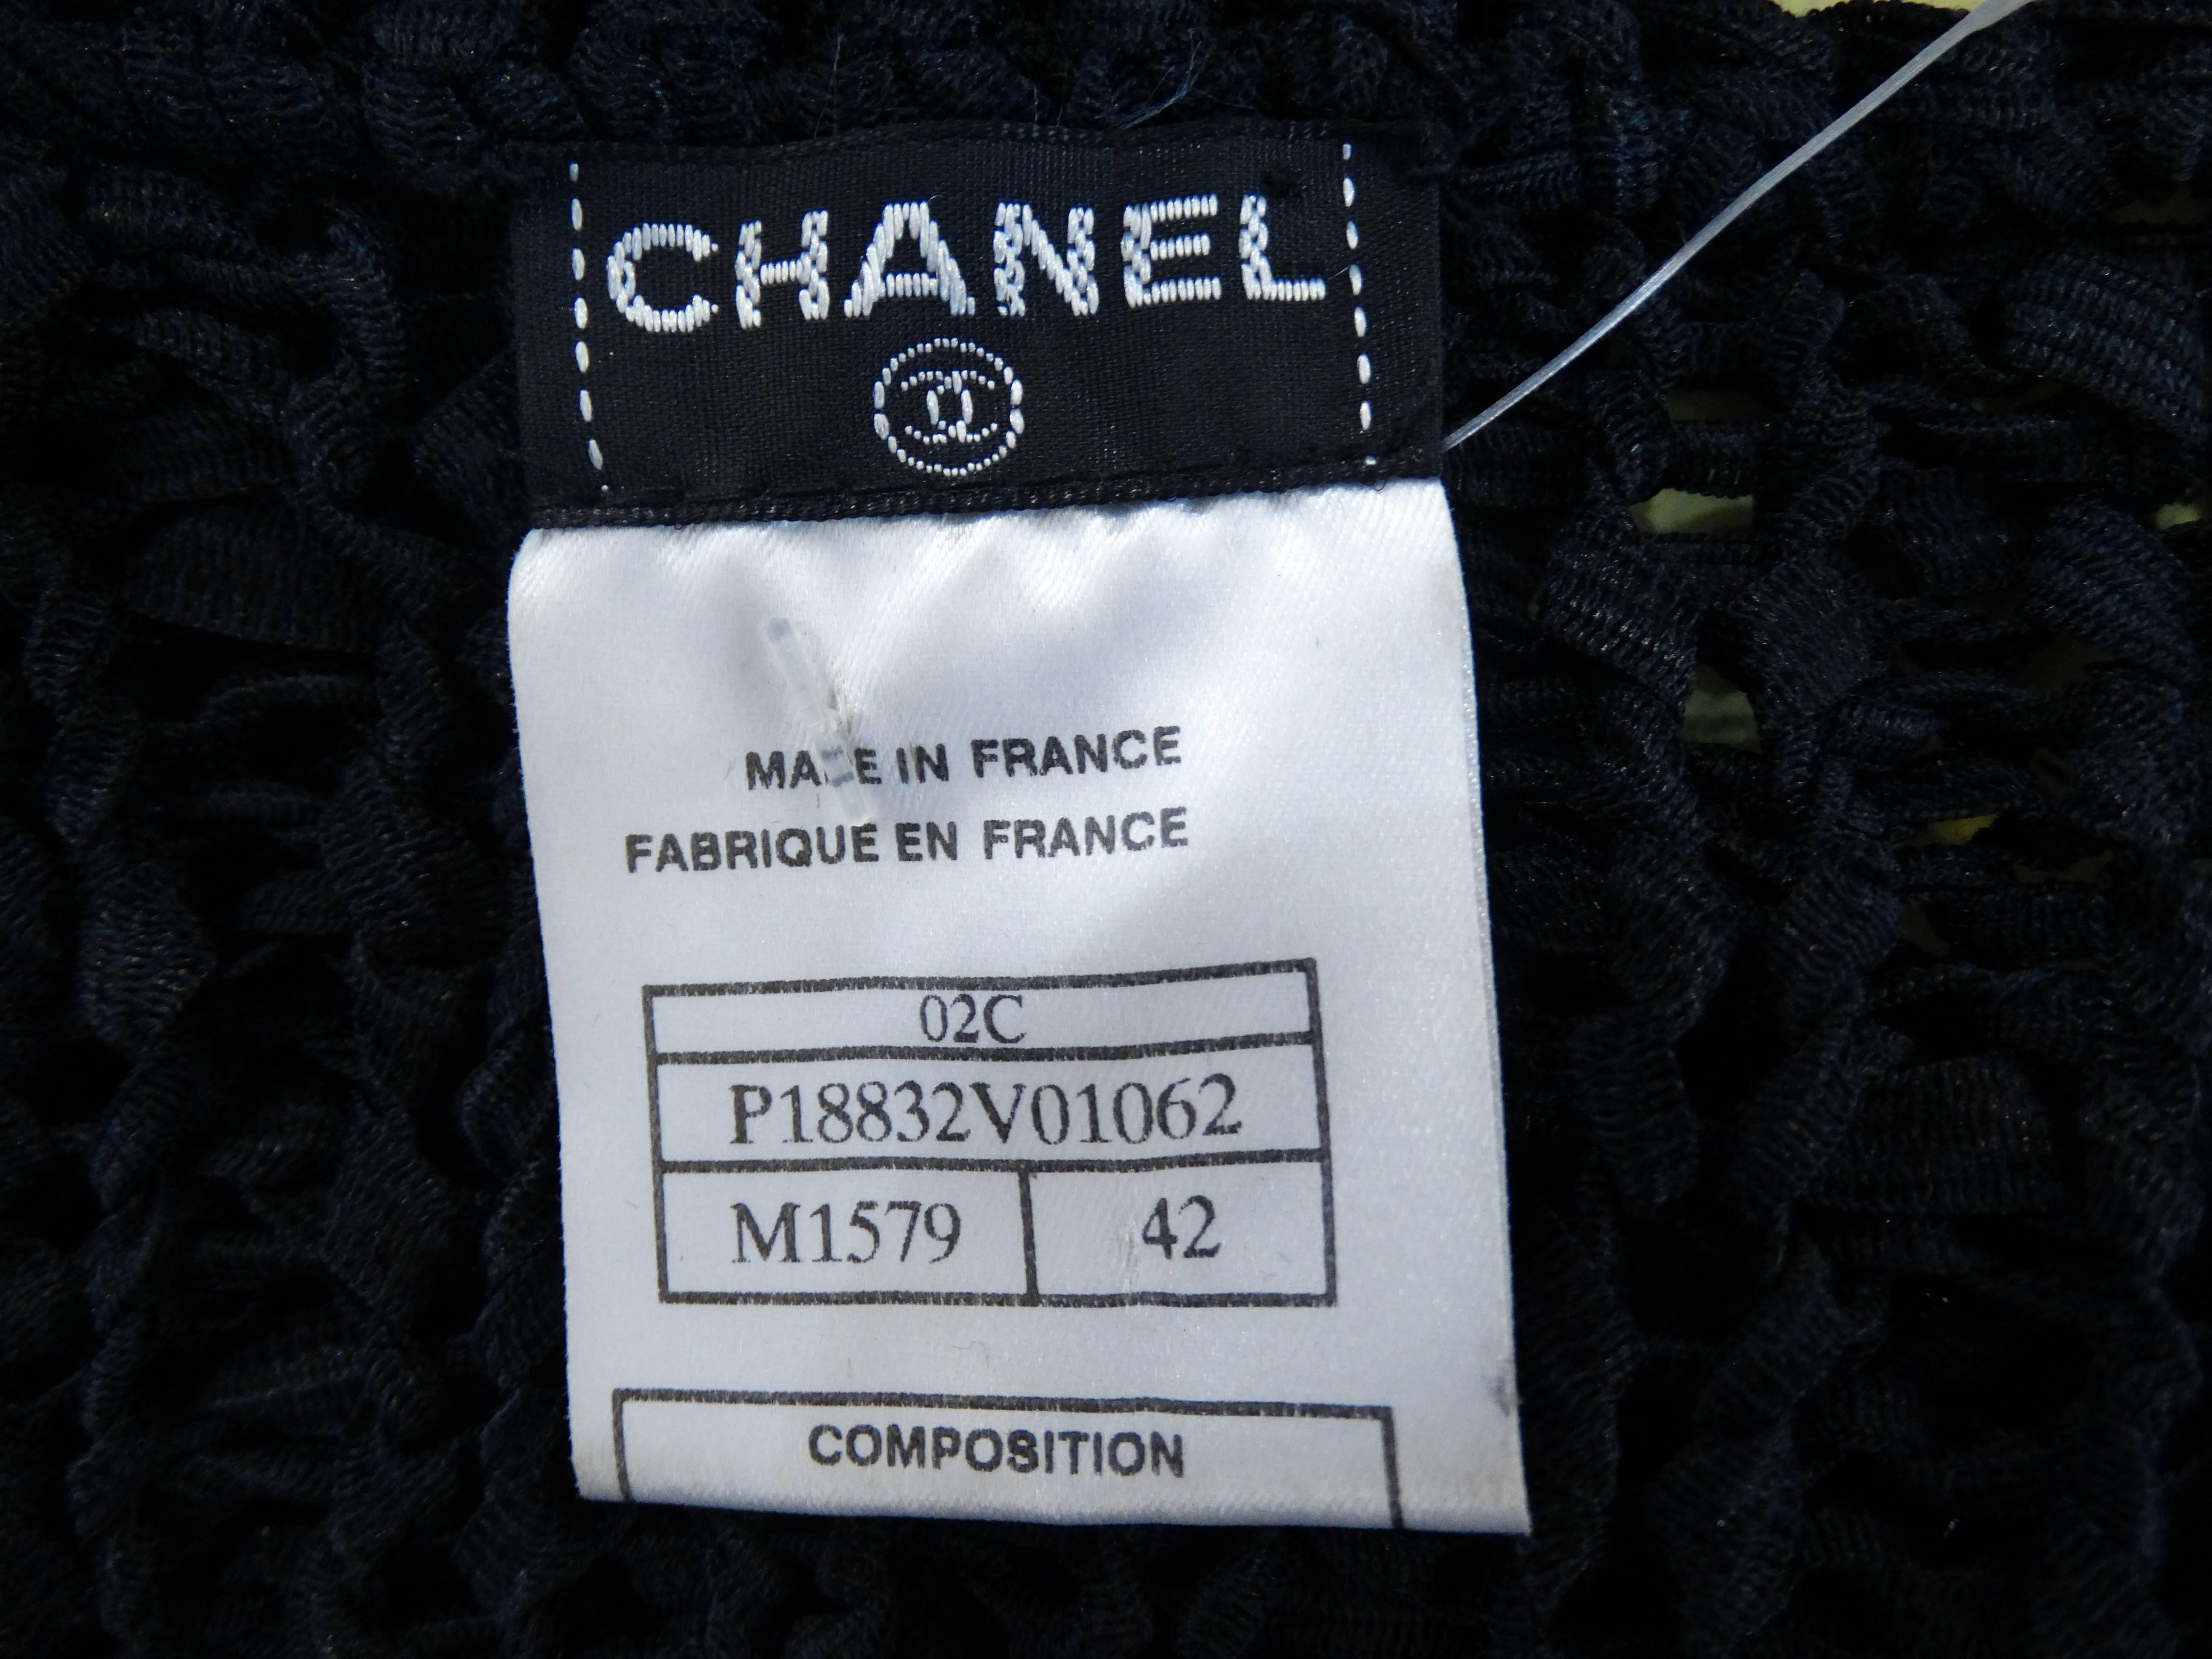 CHANEL
MADE IN FRANCE
FABRIQUE EN FRANCE
02C
P18832V01062
M1579 42
COMPOSITION